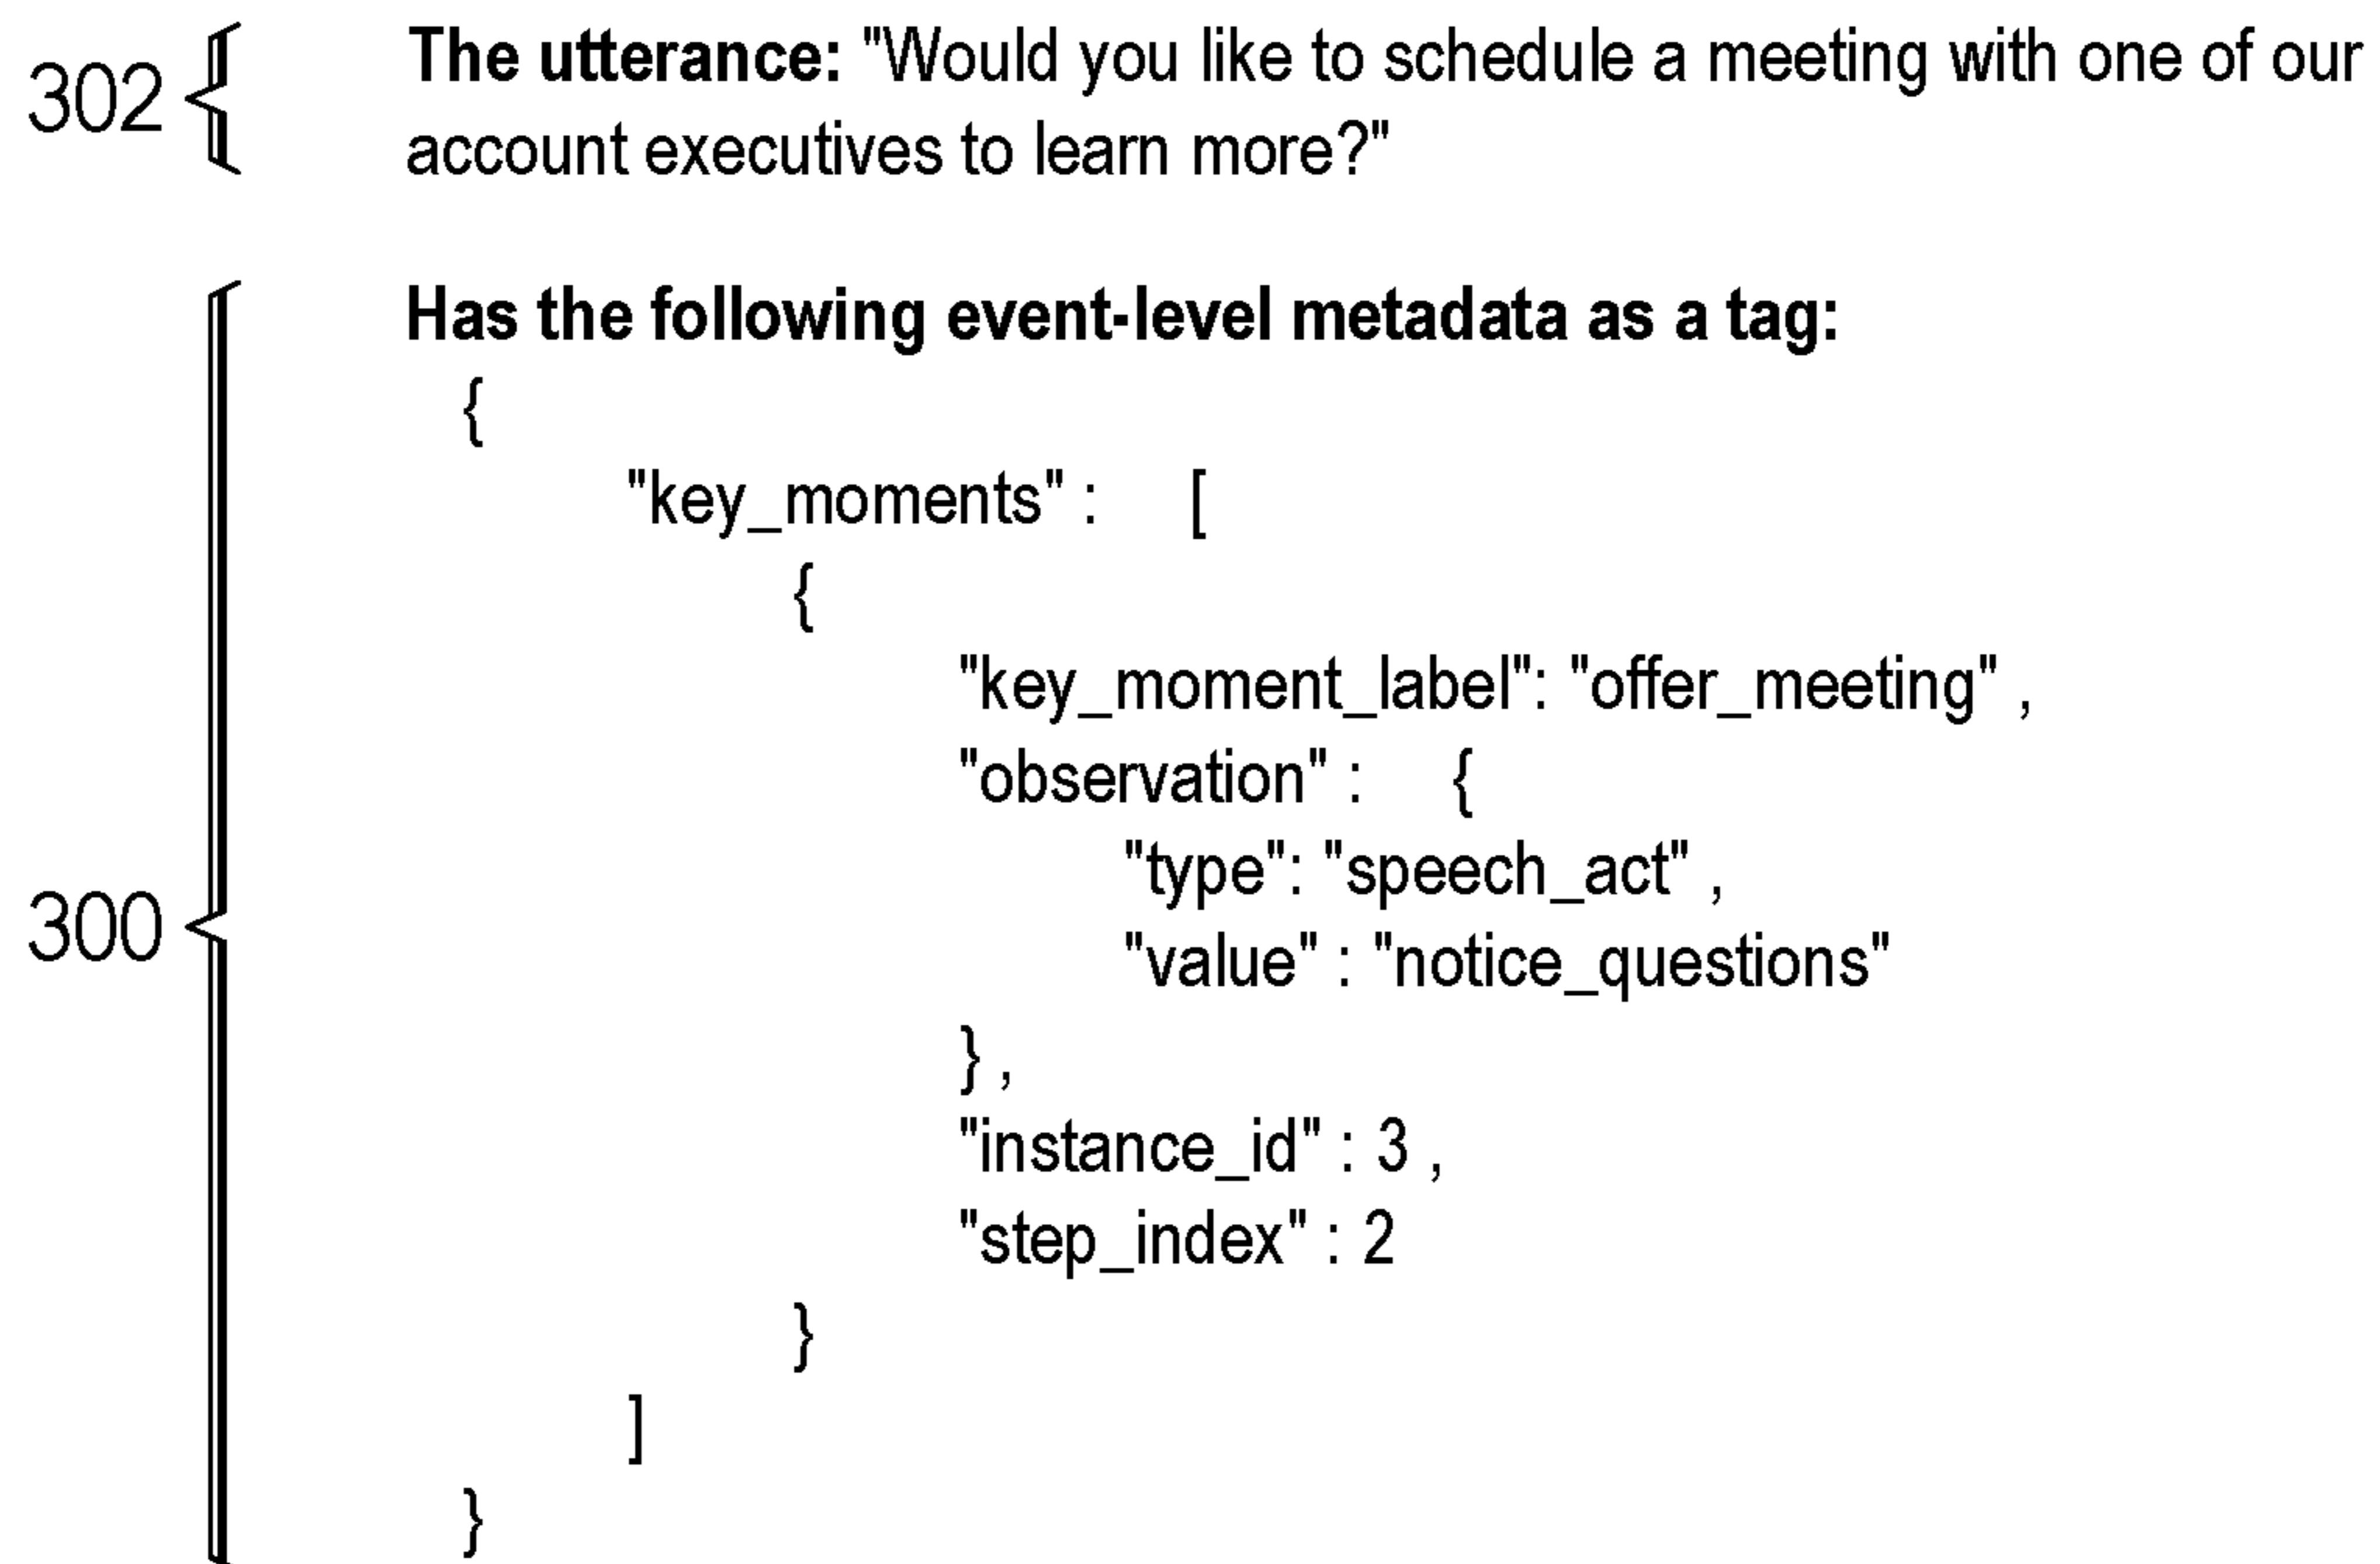 302
The utterance: "Would you like to schedule a meeting with one of our
account executives to learn more?"
300
Has the following event-level metadata as a tag:
{
"key_moments" : [
{
"key_moment_label": "offer_meeting" ,
"observation" : {
"type": "speech_act" ,
"value" : "notice_questions"
} ,
"instance_id" : 3 ,
"step_index" : 2
}
]
}